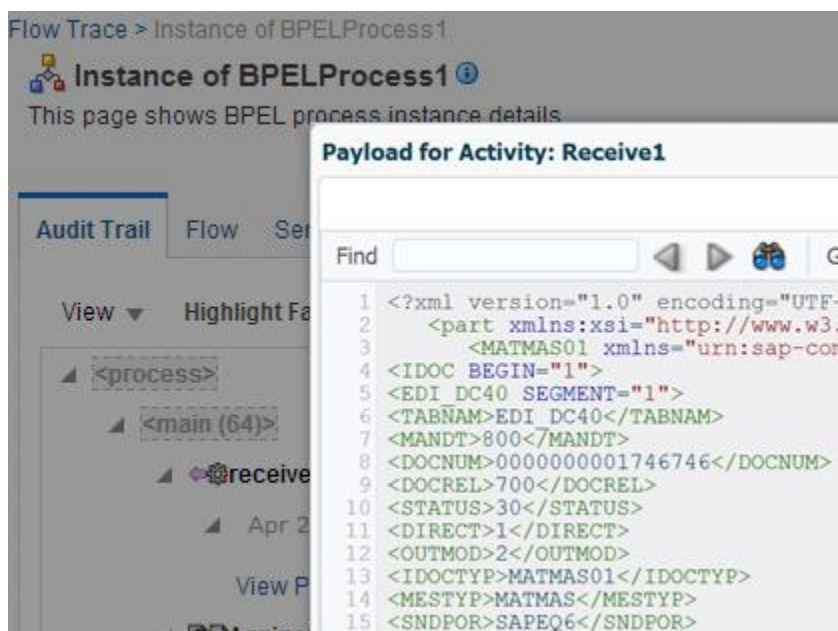 Flow Trace > Instance of BPELProcess1
Instance of BPELProcess1
This page shows BPEL process instance details
Payload for Activity: Receive1
Audit Trail Flow Ser
Find G
View Highlight Fa
<process>
<main (64)>
receive
Apr 2
View P
1 <?xml version="1.0" encoding="UTF-
2 <part xmlns:xsi="http://www.w3.
3 <MATMAS01 xmlns="urn:sap-com
4 <IDOC BEGIN="1">
5 <EDI_DC40 SEGMENT="1">
6 <TABNAM>EDI_DC40</TABNAM>
7 <MANDT>800</MANDT>
8 <DOCNUM>0000000001746746</DOCNUM>
9 <DOCREL>700</DOCREL>
10 <STATUS>30</STATUS>
11 <DIRECT>1</DIRECT>
12 <OUTMOD>2</OUTMOD>
13 <IDOCTYP>MATMAS01</IDOCTYP>
14 <MESTYP>MATMAS</MESTYP>
15 <SNDPOR>SAPEQ6</SNDPOR>